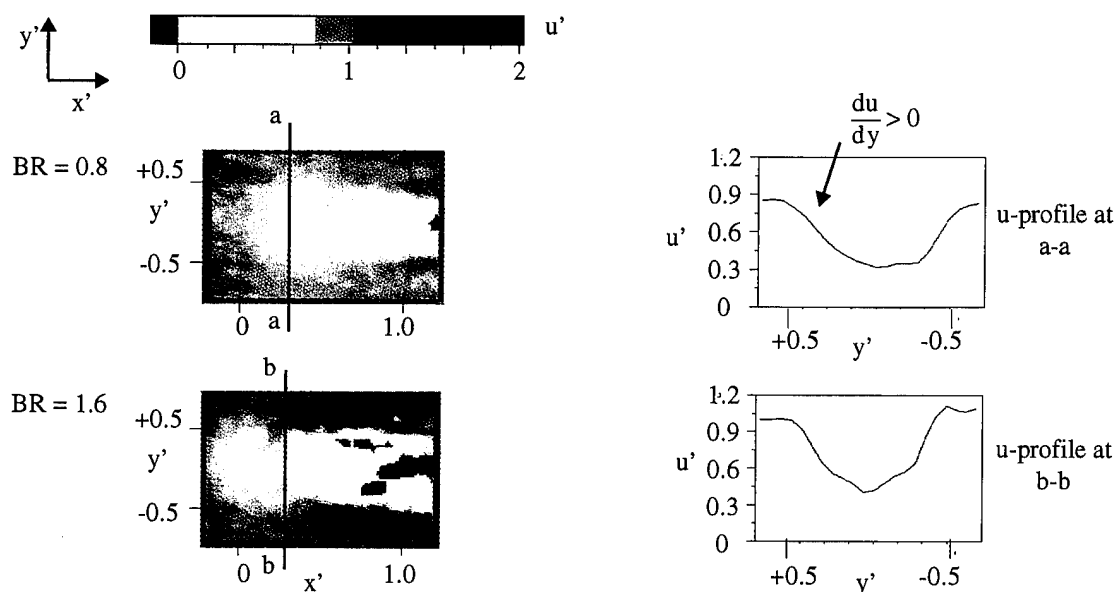 y'
x'
u'
0 1 2
BR = 0.8
+0.5
y'
-0.5
a
a
0 1.0
BR = 1.6
+0.5
y'
-0.5
b
b
0 x' 1.0
du
dy > 0
1.2
0.9
0.6
0.3
0
u'
+0.5 y' -0.5
u-profile at
a-a
1.2
0.9
0.6
0.3
0
u'
+0.5 y' -0.5
u-profile at
b-b